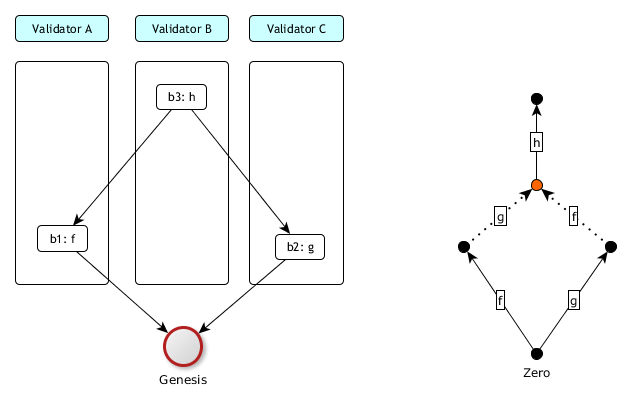 Validator A
Validator B
Validator C
b3: h
b1: f
b2: g
Genesis
h
g
f
f
g
Zero